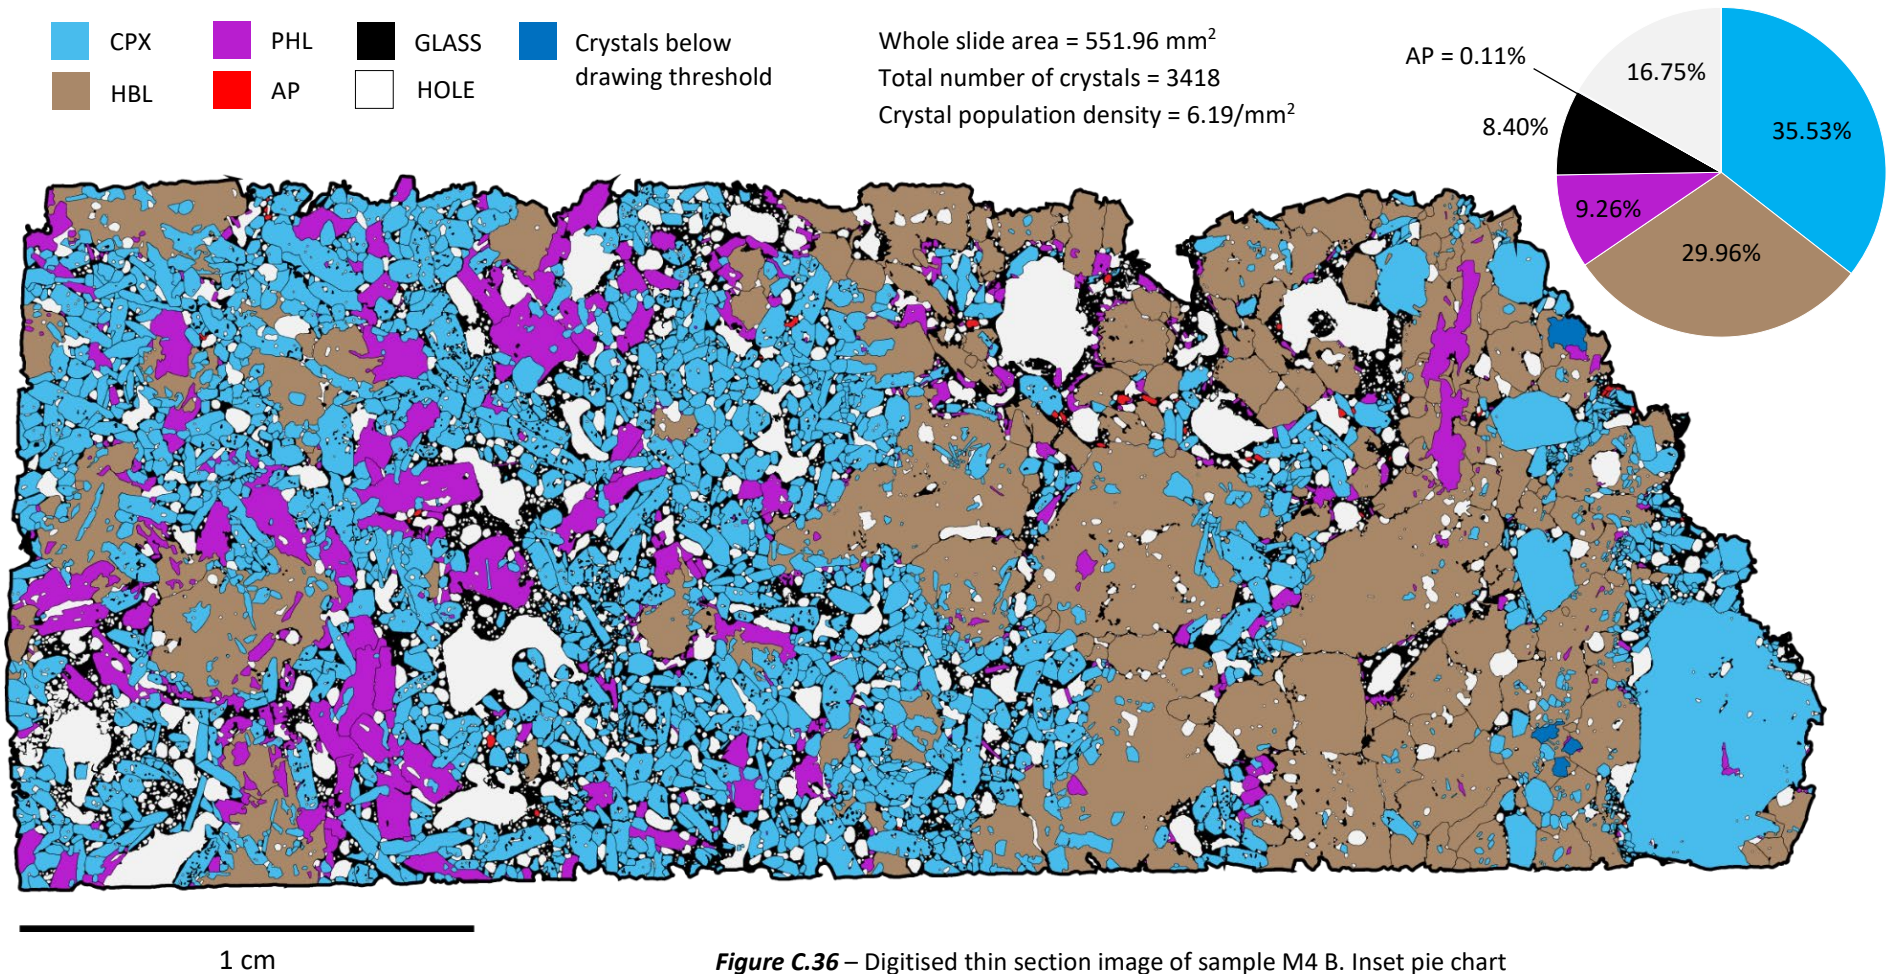 CPX
PHL
GLASS
Crystals below
drawing threshold
HBL
AP
HOLE
Whole slide area = 551.96 mm²
Total number of crystals = 3418
Crystal population density = 6.19/mm²
AP = 0.11%
16.75%
35.53%
8.40%
9.26%
29.96%
1 cm
Figure C.36 – Digitised thin section image of sample M4 B. Inset pie chart